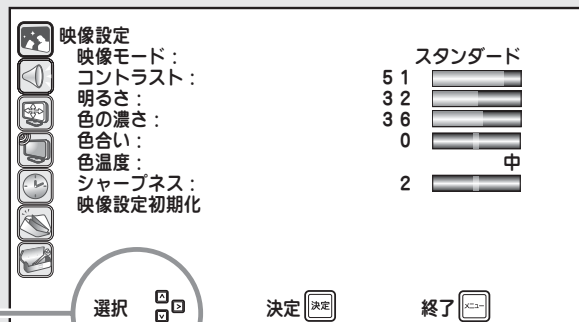 映像設定
映像モード： スタンダード
コントラスト： 51
明るさ： 32
色の濃さ： 36
色合い： 0
色温度： 中
シャープネス： 2
映像設定初期化
選択 決定 決定 終了 メニュー